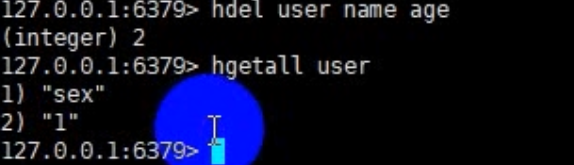 127.0.0.1:6379> hdel user name age
(integer) 2
127.0.0.1:6379> hgetall user
1) "sex"
2) "1"
127.0.0.1:6379>